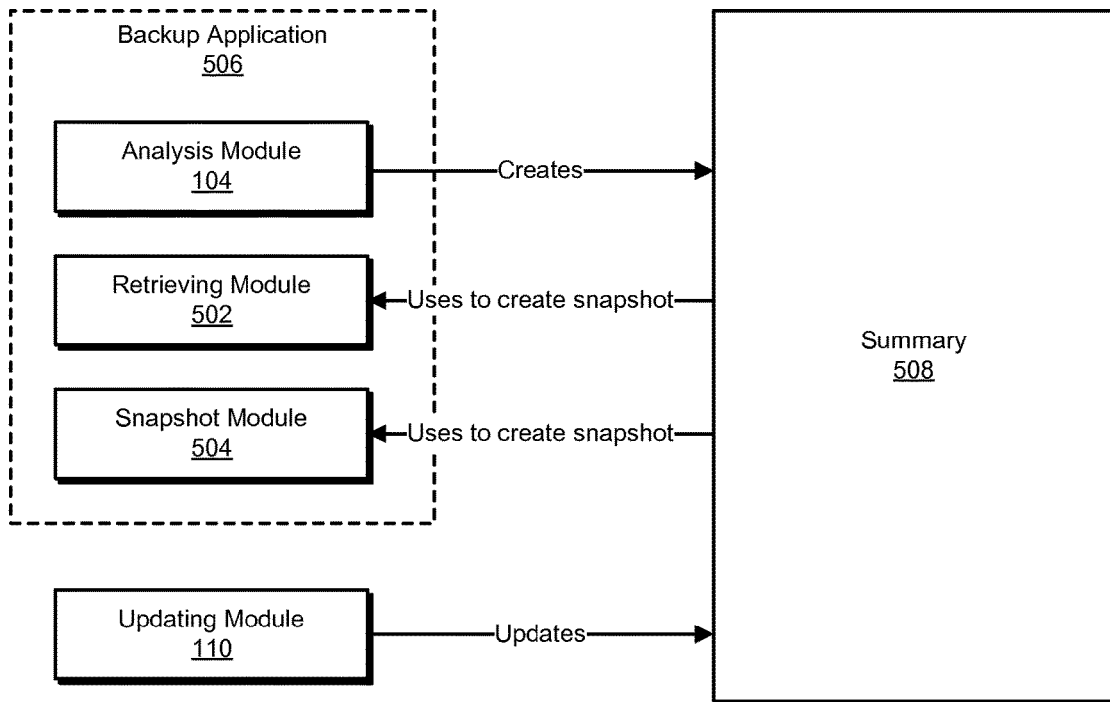 Backup Application
506
Analysis Module
104
Creates
Retrieving Module
502
Uses to create snapshot
Summary
508
Snapshot Module
504
Uses to create snapshot
Updating Module
110
Updates